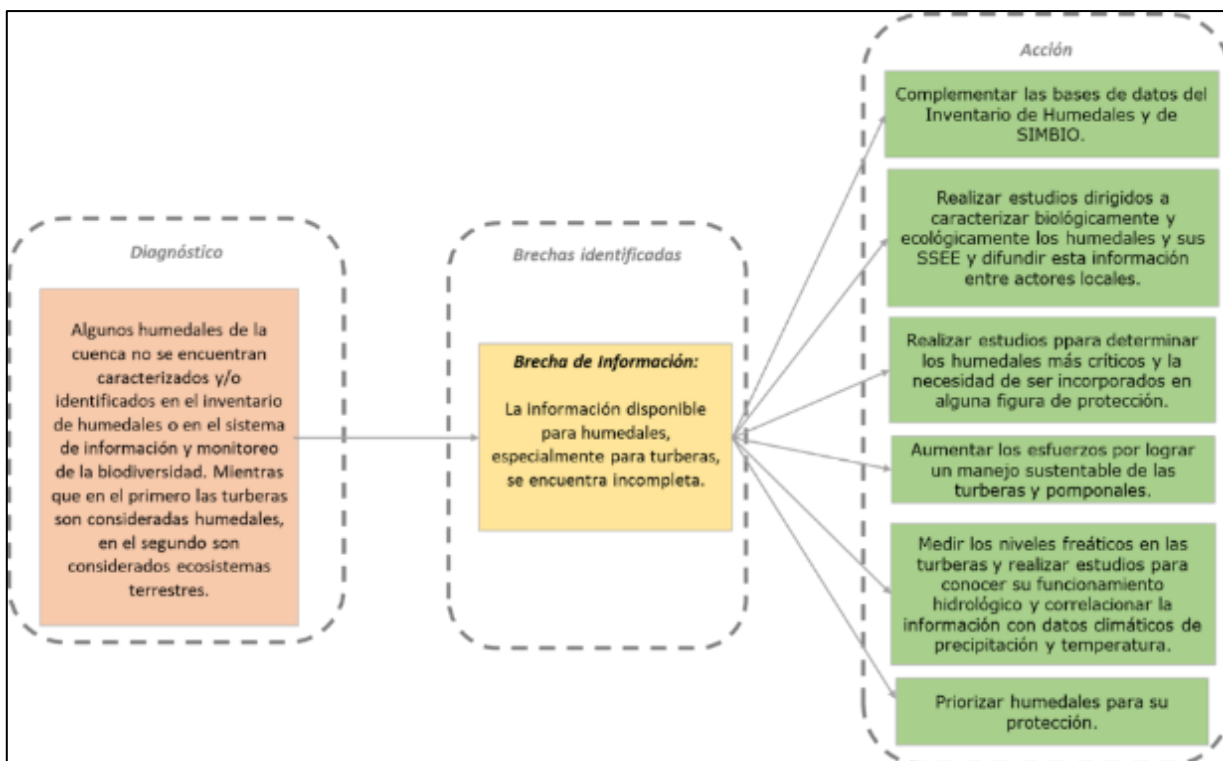 Diagnóstico
Algunos humedales de la
cuenca no se encuentran
caracterizados y/o
identificados en el inventario
de humedales o en el sistema
de información y monitoreo
de la biodiversidad. Mientras
que en el primero las turberas
son consideradas humedales,
en el segundo son
considerados ecosistemas
terrestres.
Brechas identificadas
Brecha de Información:
La información disponible
para humedales,
especialmente para turberas,
se encuentra incompleta.
Acción
Complementar las bases de datos del
Inventario de Humedales y de
SIMBIO.
Realizar estudios dirigidos a
caracterizar biológicamente y
ecológicamente los humedales y sus
SSEE y difundir esta información
entre actores locales.
Realizar estudios ppara determinar
los humedales más críticos y la
necesidad de ser incorporados en
alguna figura de protección.
Aumentar los esfuerzos por lograr
un manejo sustentable de las
turberas y pomponales.
Medir los niveles freáticos en las
turberas y realizar estudios para
conocer su funcionamiento
hidrológico y correlacionar la
información con datos climáticos de
precipitación y temperatura.
Priorizar humedales para su
protección.